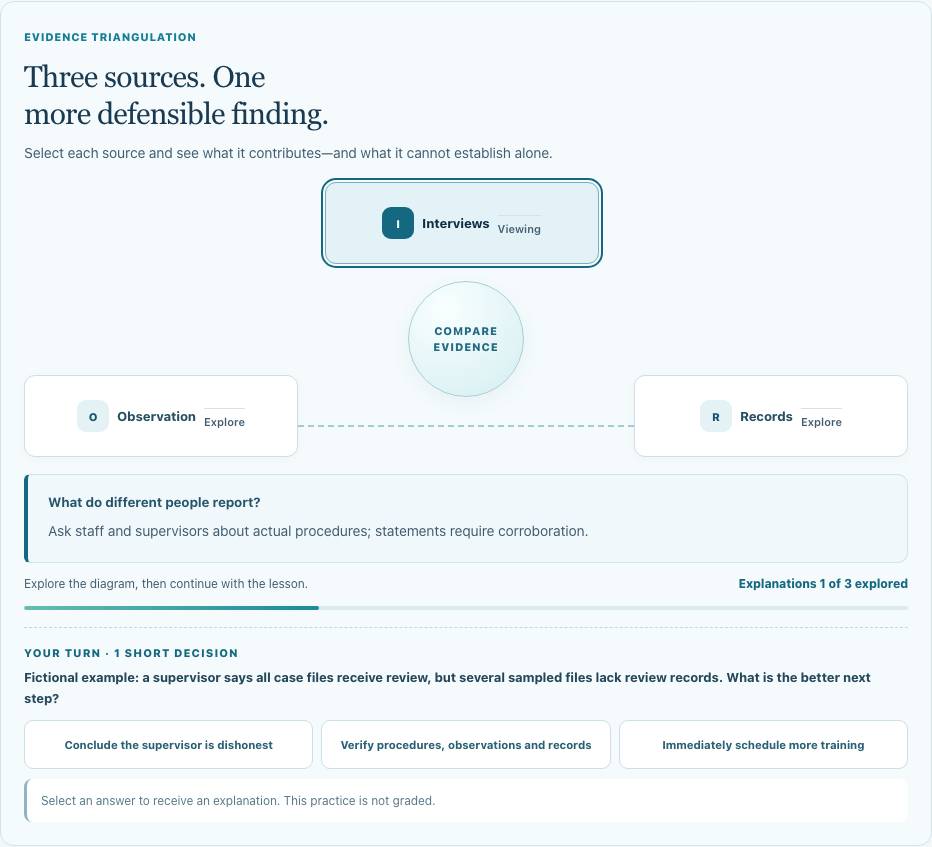 EVIDENCE TRIANGULATION
Three sources. One
more defensible finding.
Select each source and see what it contributes—and what it cannot establish alone.
I Interviews Viewing
COMPARE
EVIDENCE
O Observation Explore
R Records Explore
What do different people report?
Ask staff and supervisors about actual procedures; statements require corroboration.
Explore the diagram, then continue with the lesson.
Explanations 1 of 3 explored
YOUR TURN · 1 SHORT DECISION
Fictional example: a supervisor says all case files receive review, but several sampled files lack review records. What is the better next
step?
Conclude the supervisor is dishonest
Verify procedures, observations and records
Immediately schedule more training
Select an answer to receive an explanation. This practice is not graded.